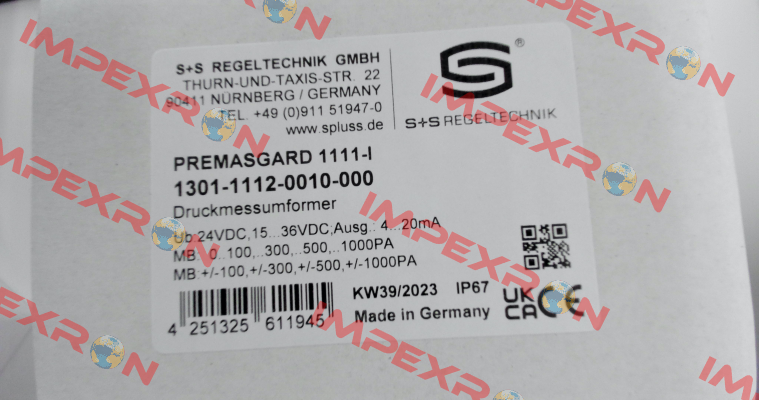 S+S REGELTECHNIK GMBH
THURN-UND-TAXIS-STR. 22
90411 NÜRNBERG / GERMANY
TEL. +49 (0)911 51947-0
www.spluss.de
S+S REGELTECHNIK
®
PREMASGARD 1111-I
1301-1112-0010-000
Druckmessumformer
Ub:24VDC,15...36VDC;Ausg.: 4...20mA
MB: 0...100,..300,..500,..1000PA
MB:+/-100,+/-300,+/-500,+/-1000PA
KW39/2023 IP67
Made in Germany
UK
CA
CE
4 251325 611945
IMPEXRON
IMPEXRON
IMPEXRON
IMPEXRON
IMPEXRON
IMPEXRON
IMPEXRON
IMPEXRON